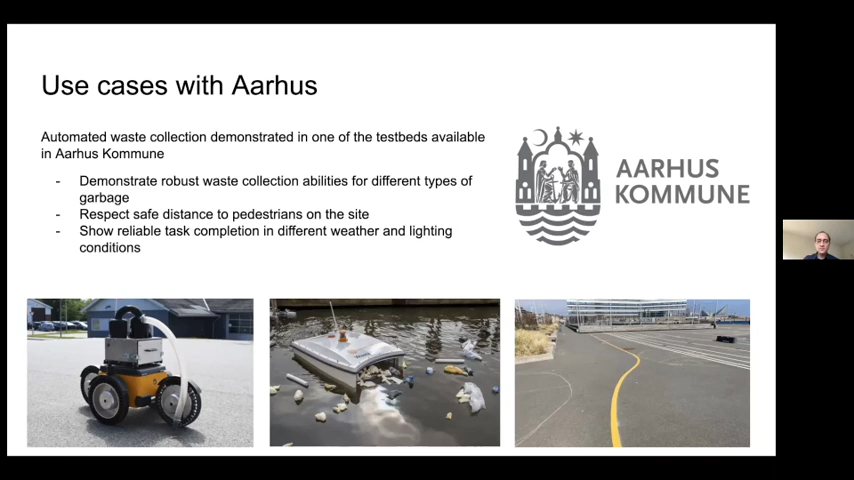 Use cases with Aarhus
Automated waste collection demonstrated in one of the testbeds available
in Aarhus Kommune
- Demonstrate robust waste collection abilities for different types of
garbage
- Respect safe distance to pedestrians on the site
- Show reliable task completion in different weather and lighting
conditions
AARHUS
KOMMUNE